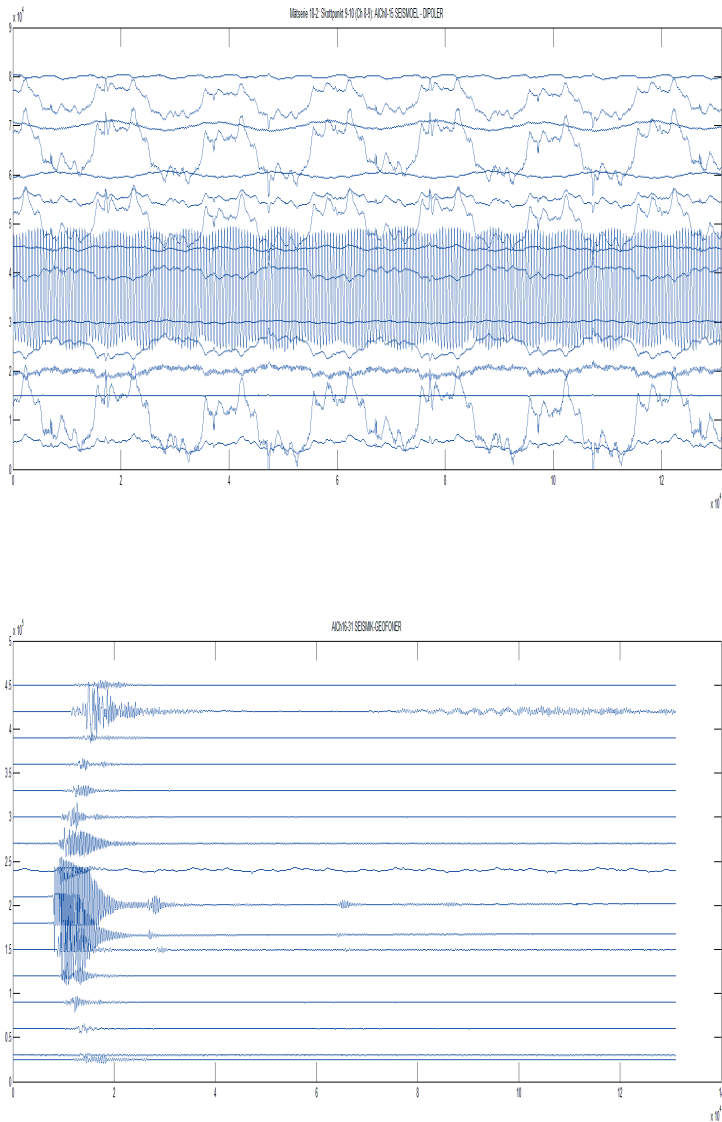 x 10⁴
Mätserie 18-2: Skottpunkt 9-10 (Ch 8-9): AICh0-15 SEISMOEL - DIPOLER
9
8
7
6
5
4
3
2
1
0
0 2 4 6 8 10 12
x 10⁴
x 10⁴
AICh16-31 SEISMIK-GEOFONER
5
4.5
4
3.5
3
2.5
2
1.5
1
0.5
0
0 2 4 6 8 10 12 14
x 10⁴